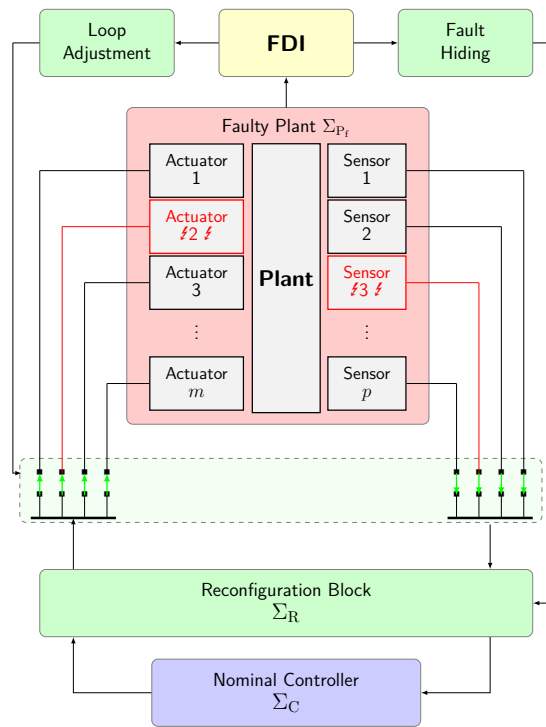 Loop
Adjustment
FDI
Fault
Hiding
Faulty Plant Σ_{P_f}
Actuator
1
Actuator
2
Actuator
3
⋮
Actuator
m
Plant
Sensor
1
Sensor
2
Sensor
3
⋮
Sensor
p
Reconfiguration Block
Σ_R
Nominal Controller
Σ_C